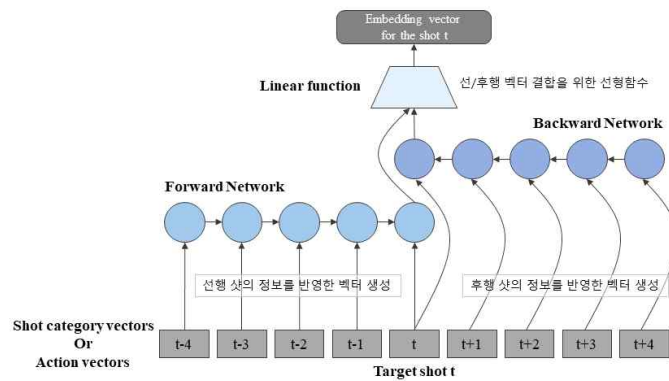 Embedding vector
for the shot t
Linear function
선/후행 벡터 결합을 위한 선형함수
Backward Network
Forward Network
선행 샷의 정보를 반영한 벡터 생성
후행 샷의 정보를 반영한 벡터 생성
Shot category vectors
Or
Action vectors
t-4
t-3
t-2
t-1
t
t+1
t+2
t+3
t+4
Target shot t